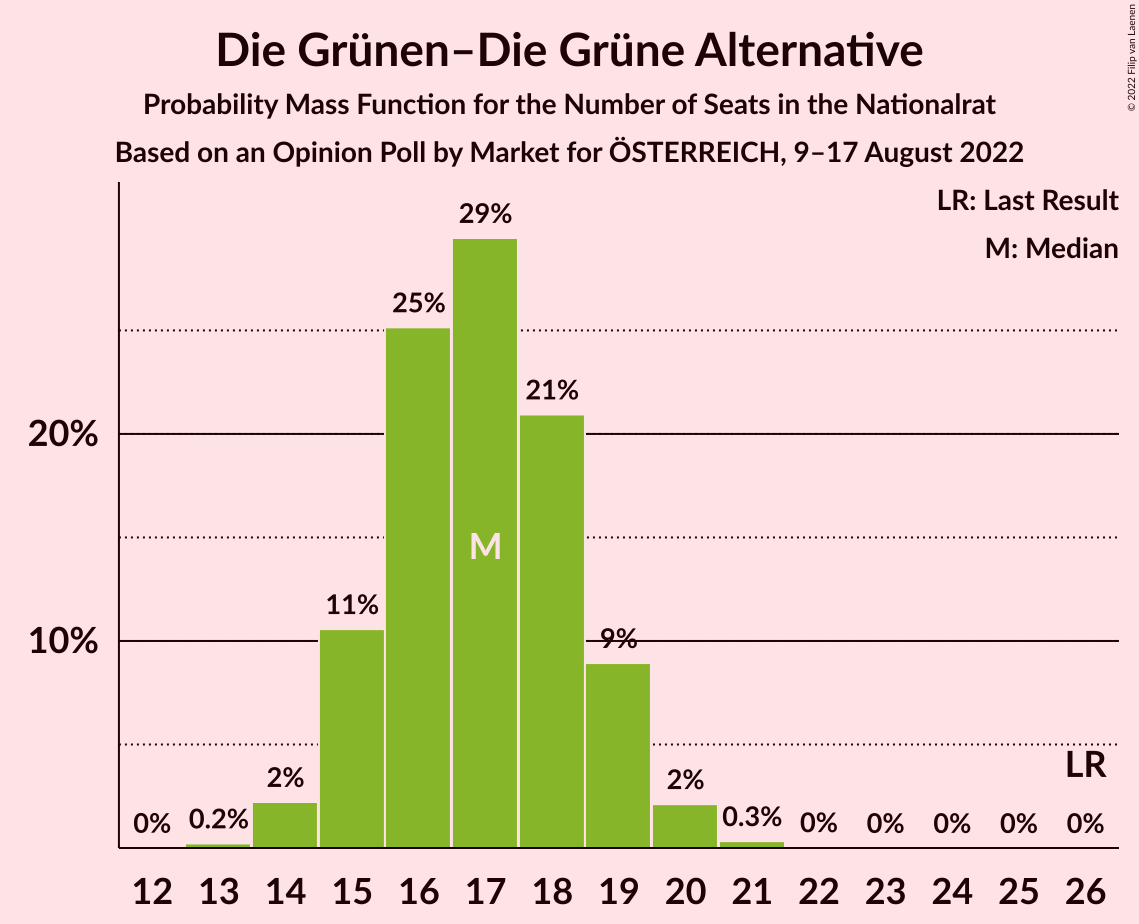 Die Grünen–Die Grüne Alternative
Probability Mass Function for the Number of Seats in the Nationalrat
Based on an Opinion Poll by Market for ÖSTERREICH, 9–17 August 2022
© 2022 Filip van Laenen
LR: Last Result
M: Median
29%
25%
21%
20%
M
11%
10%
9%
LR
2%
2%
0%
0.2%
0.3%
0%
0%
0%
0%
0%
12 13 14 15 16 17 18 19 20 21 22 23 24 25 26